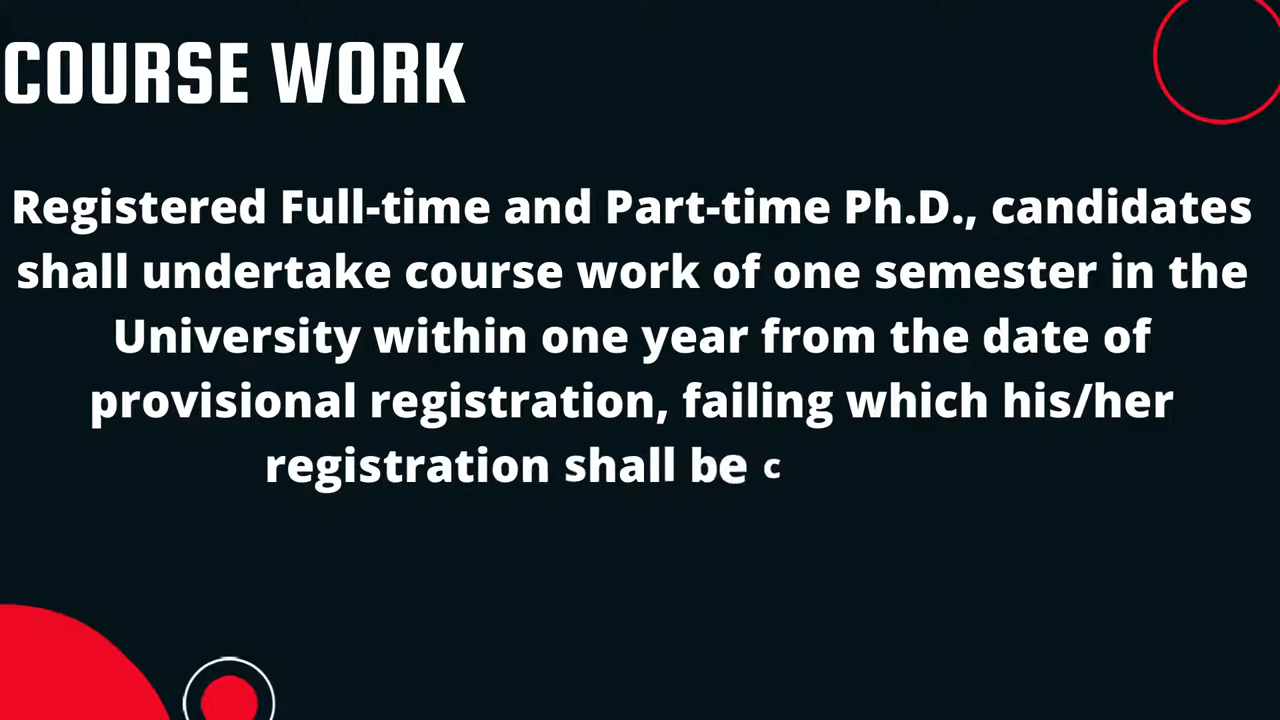 COURSE WORK
Registered Full-time and Part-time Ph.D., candidates
shall undertake course work of one semester in the
University within one year from the date of
provisional registration, failing which his/her
registration shall be c